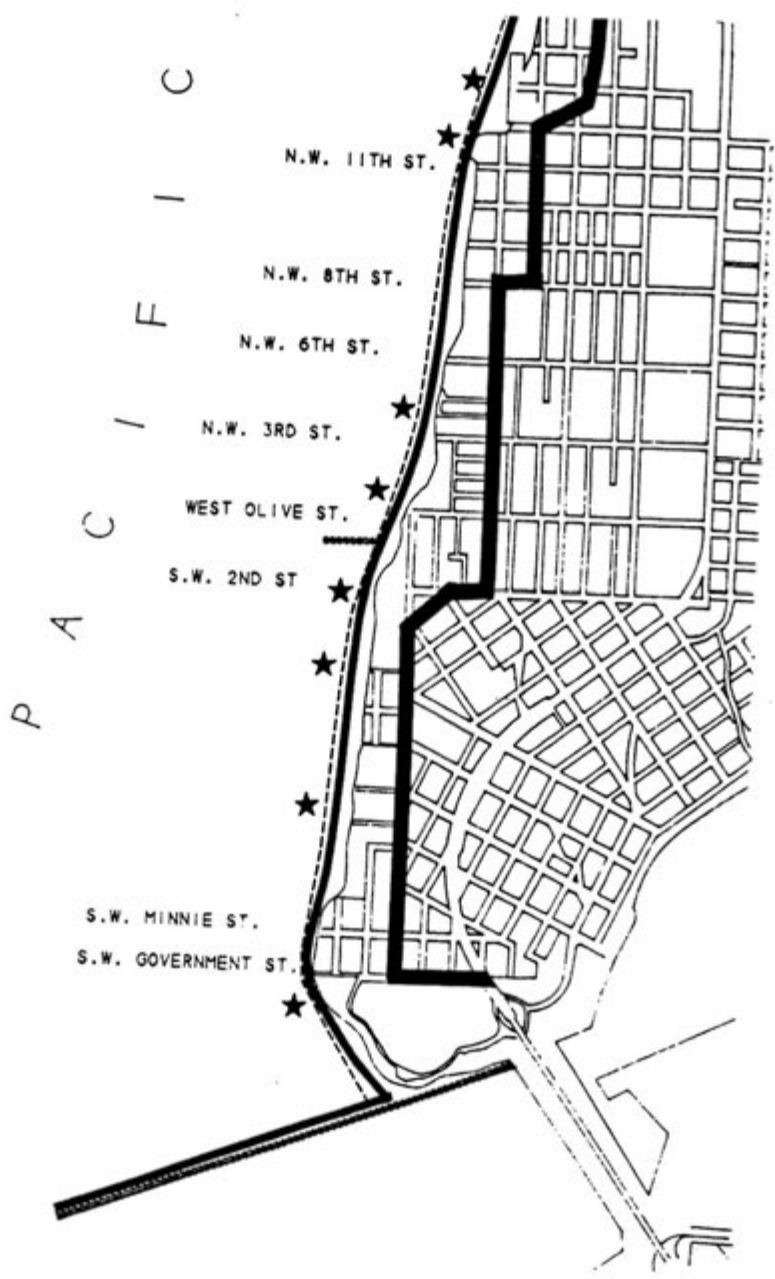 N.W. 11TH ST.
N.W. 8TH ST.
N.W. 6TH ST.
N.W. 3RD ST.
WEST OLIVE ST.
S.W. 2ND ST
S.W. MINNIE ST.
S.W. GOVERNMENT ST.
PACIFIC